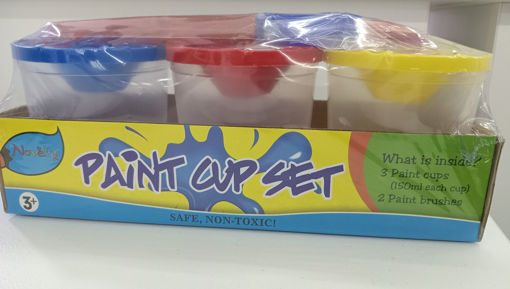 Novelty
PAINT CUP SET
What is inside?
3 Paint cups
(150ml each cup)
2 Paint brushes
3+
SAFE, NON-TOXIC!